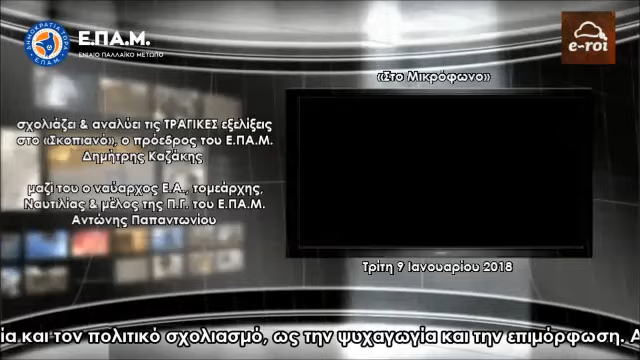 Ε.ΠΑ.Μ.
ΕΝΙΑΙΟ ΠΑΛΛΑΪΚΟ ΜΕΤΩΠΟ
ΔΗΜΟΚΡΑΤΙΑ ΤΩΡΑ
Ε.Π.Α.Μ.
e-roi
«Στο Μικρόφωνο»
σχολιάζει & αναλύει τις ΤΡΑΓΙΚΕΣ εξελίξεις
στο «Σκοπιανό», ο πρόεδρος του Ε.ΠΑ.Μ.
Δημήτρης Καζάκης
μαζί του ο ναύαρχος Ε.Α., τομεάρχης,
Ναυτιλίας & μέλος της Π.Γ. του Ε.ΠΑ.Μ.
Αντώνης Παπαντωνίου
Τρίτη 9 Ιανουαρίου 2018
ία και τον πολιτικό σχολιασμό, ως την ψυχαγωγία και την επιμόρφωση. Α